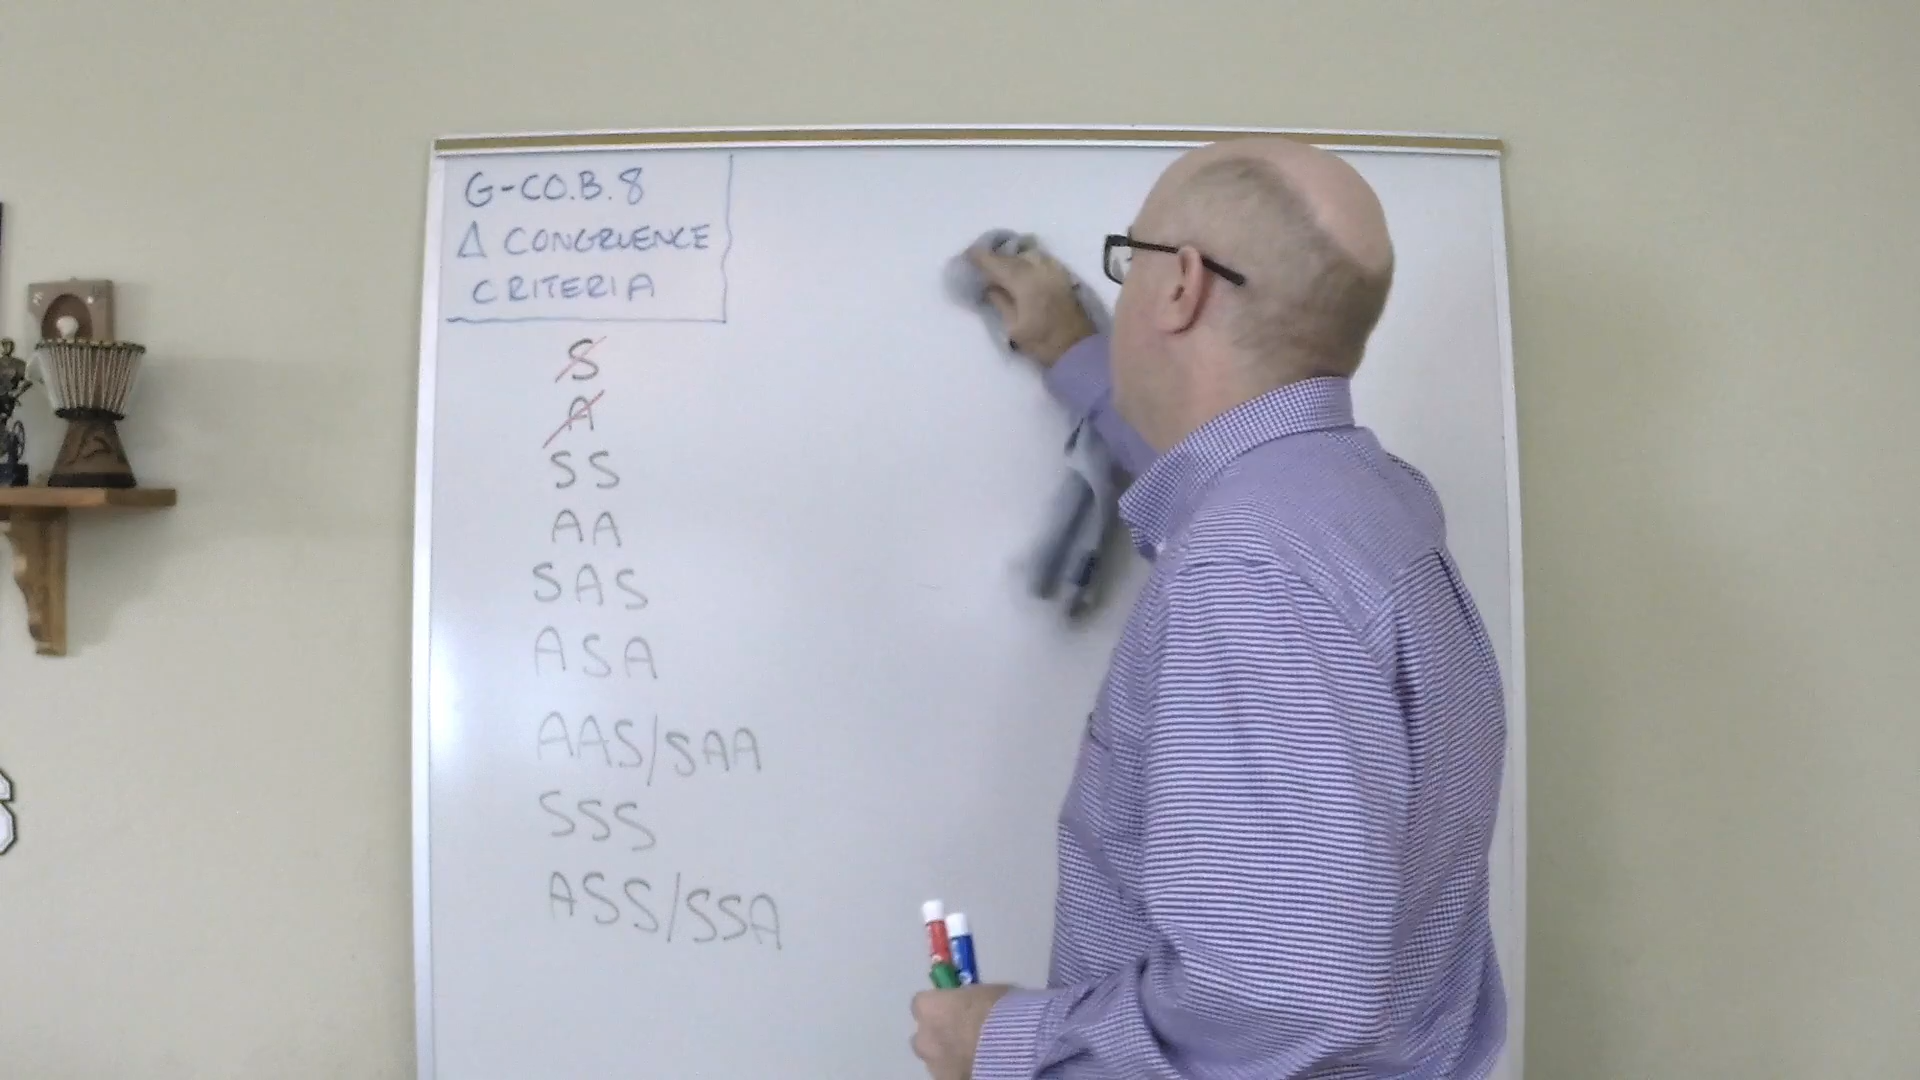 G-CO.B.8
Δ CONGRUENCE
CRITERIA
S
A
SS
AA
SAS
ASA
AAS/SAA
SSS
ASS/SSA